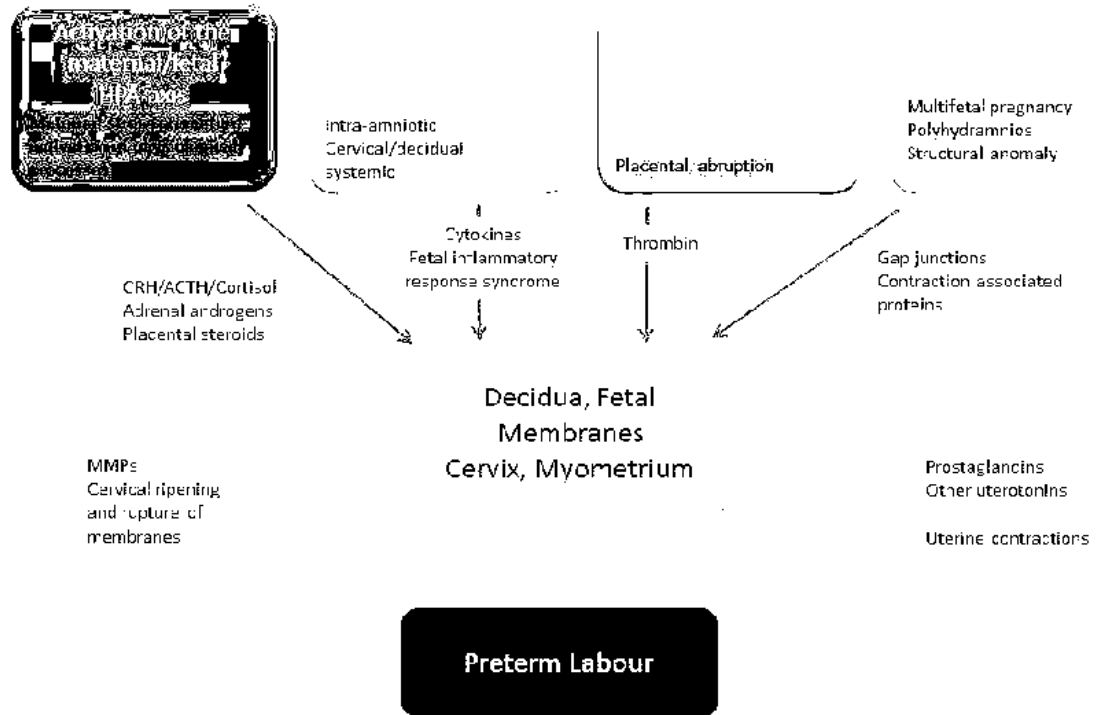 Activation of the
maternal/fetal
HPA axis
Intra-amniotic
Cervical/decidual
systemic
Placental abruption
Multifetal pregnancy
Polyhydramnios
Structural anomaly
CRH/ACTH/Cortisol
Adrenal androgens
Placental steroids
Cytokines
Fetal inflammatory
response syndrome
Thrombin
Gap junctions
Contraction associated
proteins
Decidua, Fetal
Membranes
Cervix, Myometrium
MMPs
Cervical ripening
and rupture of
membranes
Prostaglandins
Other uterotonins
Uterine contractions
Preterm Labour